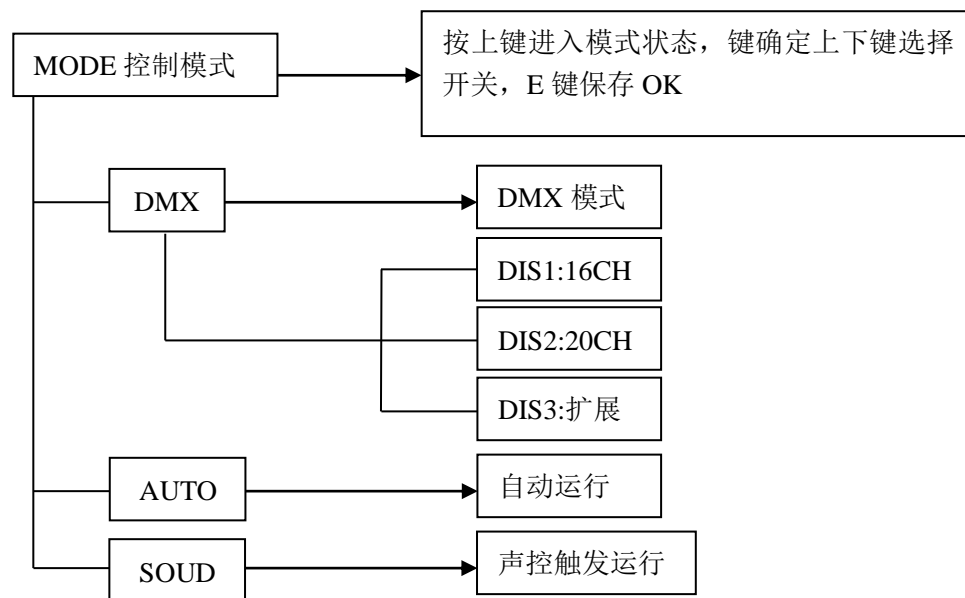 MODE 控制模式
按上键进入模式状态，键确定上下键选择
开关，E 键保存 OK
DMX
DMX 模式
DIS1:16CH
DIS2:20CH
DIS3:扩展
AUTO
自动运行
SOUD
声控触发运行